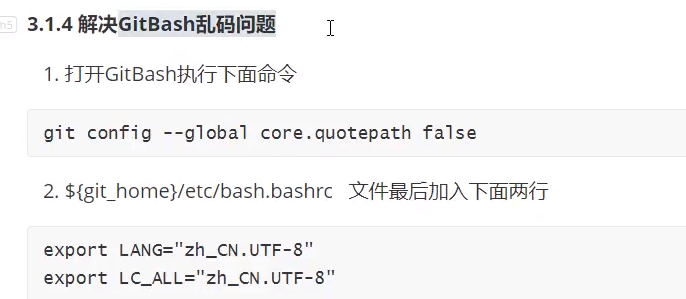 h5
3.1.4 解决GitBash乱码问题
1. 打开GitBash执行下面命令
git config --global core.quotepath false
2. ${git_home}/etc/bash.bashrc 文件最后加入下面两行
export LANG="zh_CN.UTF-8"
export LC_ALL="zh_CN.UTF-8"